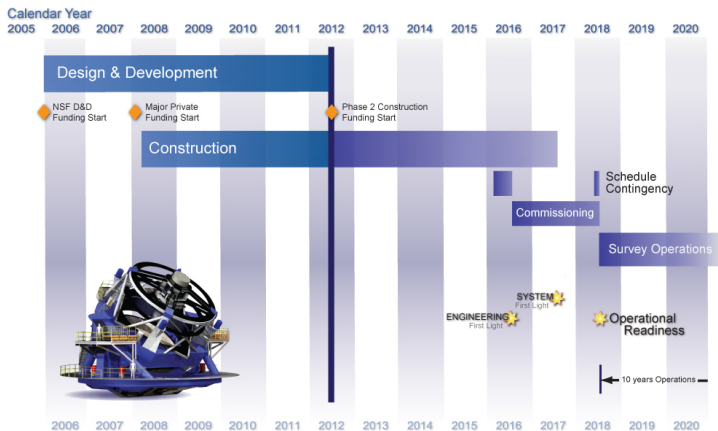 Calendar Year
2005 2006 2007 2008 2009 2010 2011 2012 2013 2014 2015 2016 2017 2018 2019 2020
Design & Development
NSF D&D
Funding Start
Major Private
Funding Start
Phase 2 Construction
Funding Start
Construction
Schedule
Contingency
Commissioning
Survey Operations
SYSTEM
First Light
ENGINEERING
First Light
Operational
Readiness
10 years Operations
2006 2007 2008 2009 2010 2011 2012 2013 2014 2015 2016 2017 2018 2019 2020